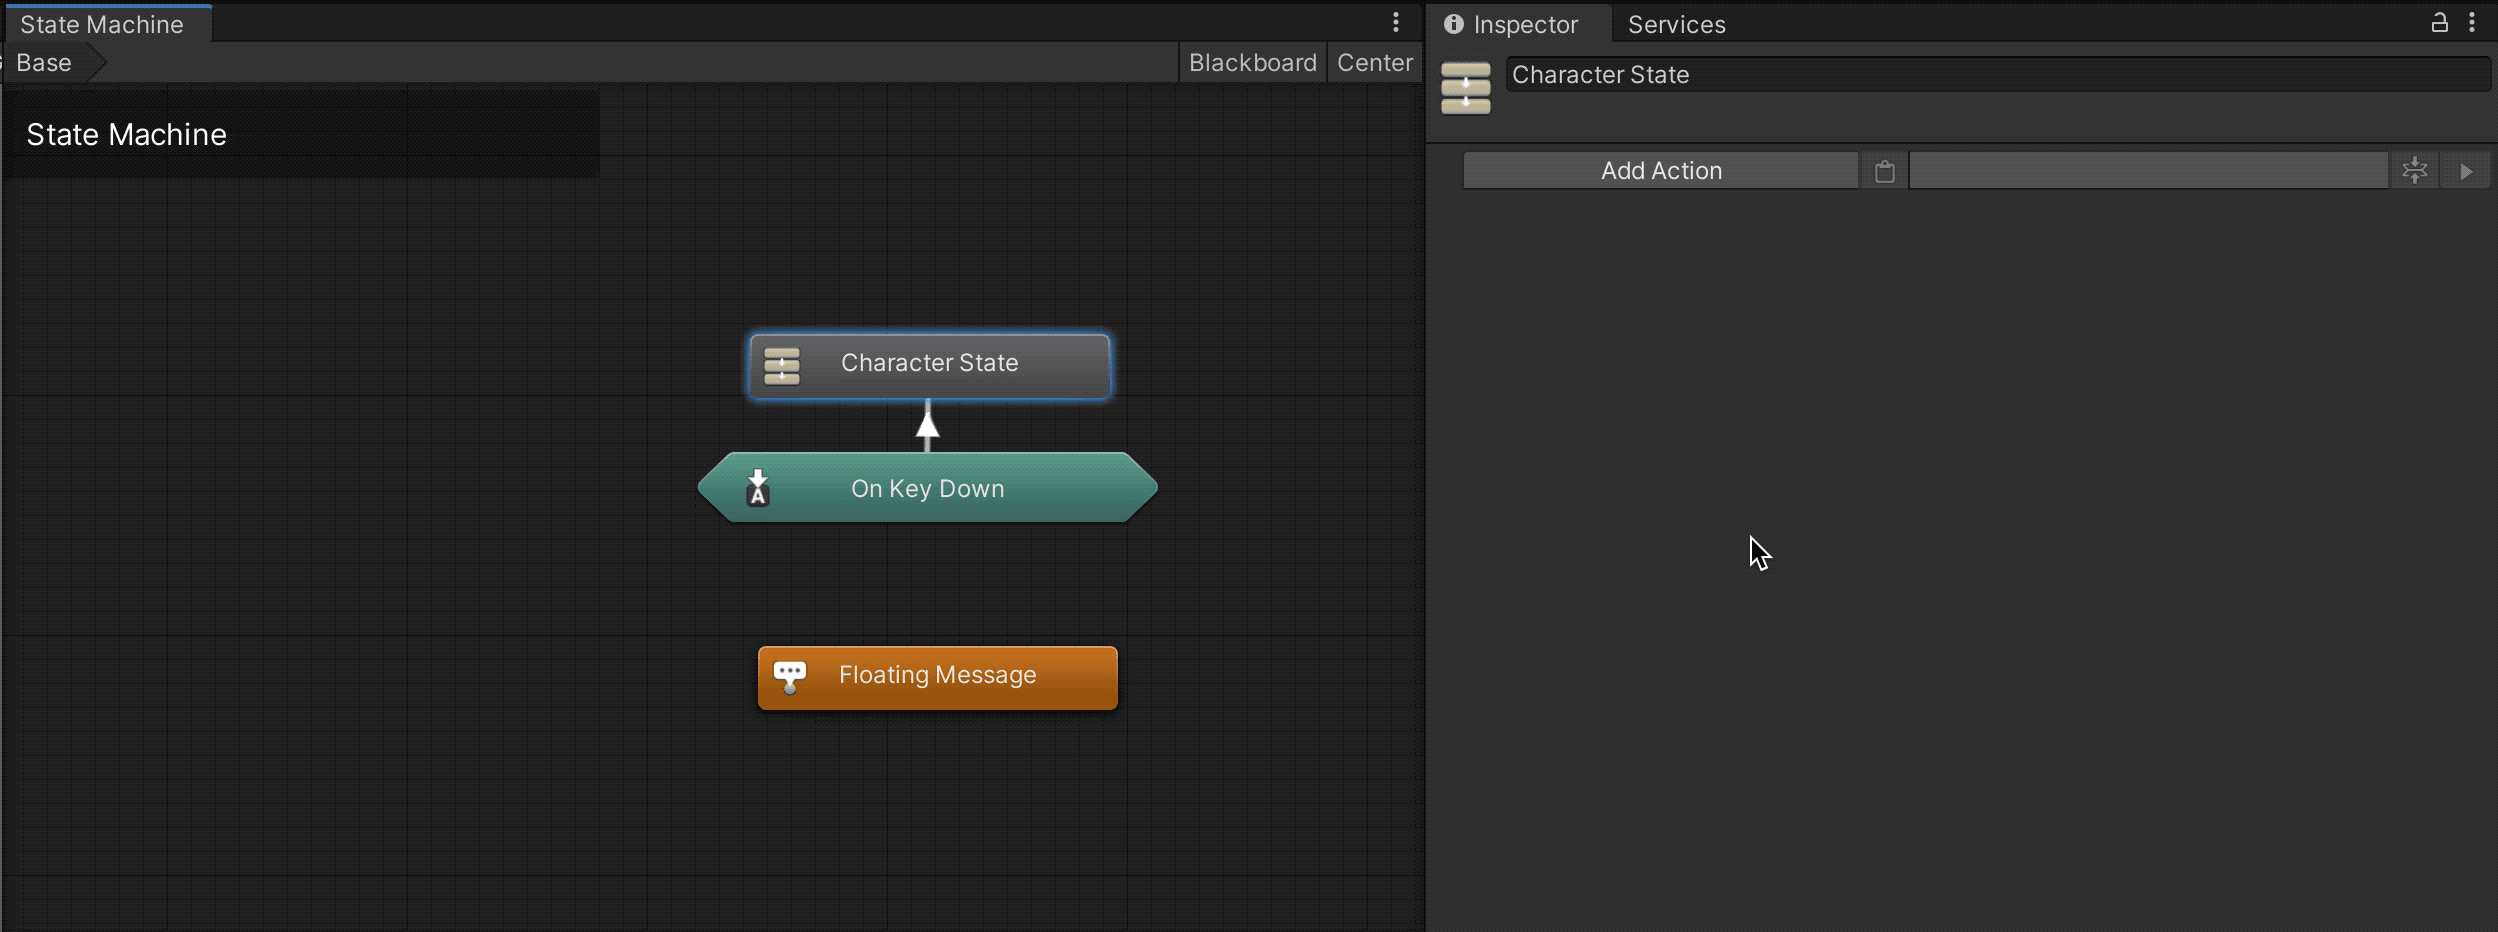 State Machine
Base
Blackboard
Center
State Machine
Character State
A
On Key Down
Floating Message
Inspector
Services
Character State
Add Action